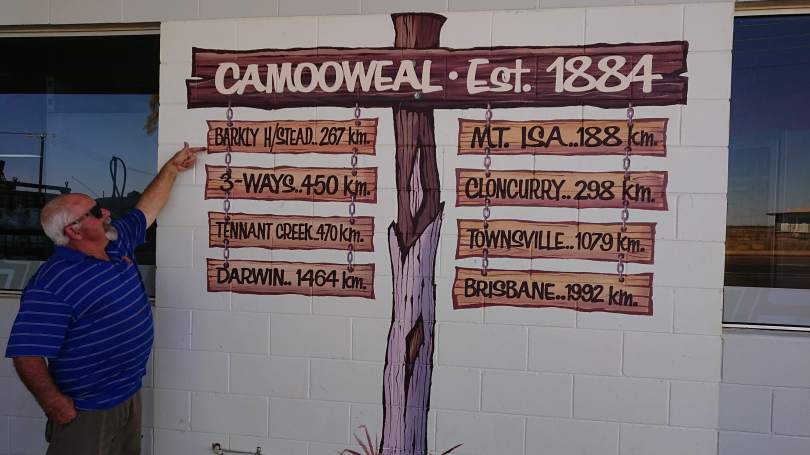 CAMOOWEAL · Est. 1884
BARKLY H/STEAD..267 km.
3-WAYS.450 km.
TENNANT CREEK..470 km.
DARWIN.. 1464 km.
MT. ISA..188 km.
CLONCURRY.. 298 km.
TOWNSVILLE..1079 km.
BRISBANE..1992 km.